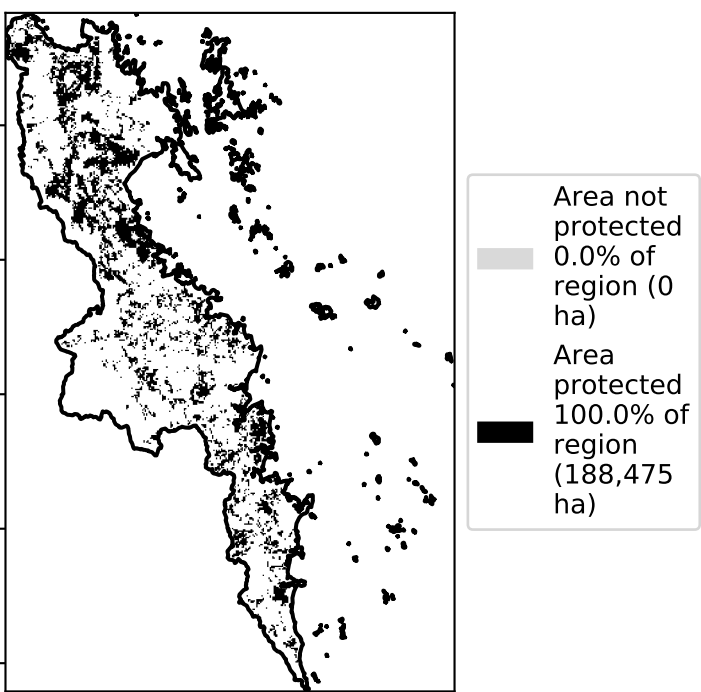 Area not
protected
0.0% of
region (0
ha)
Area
protected
100.0% of
region
(188,475
ha)